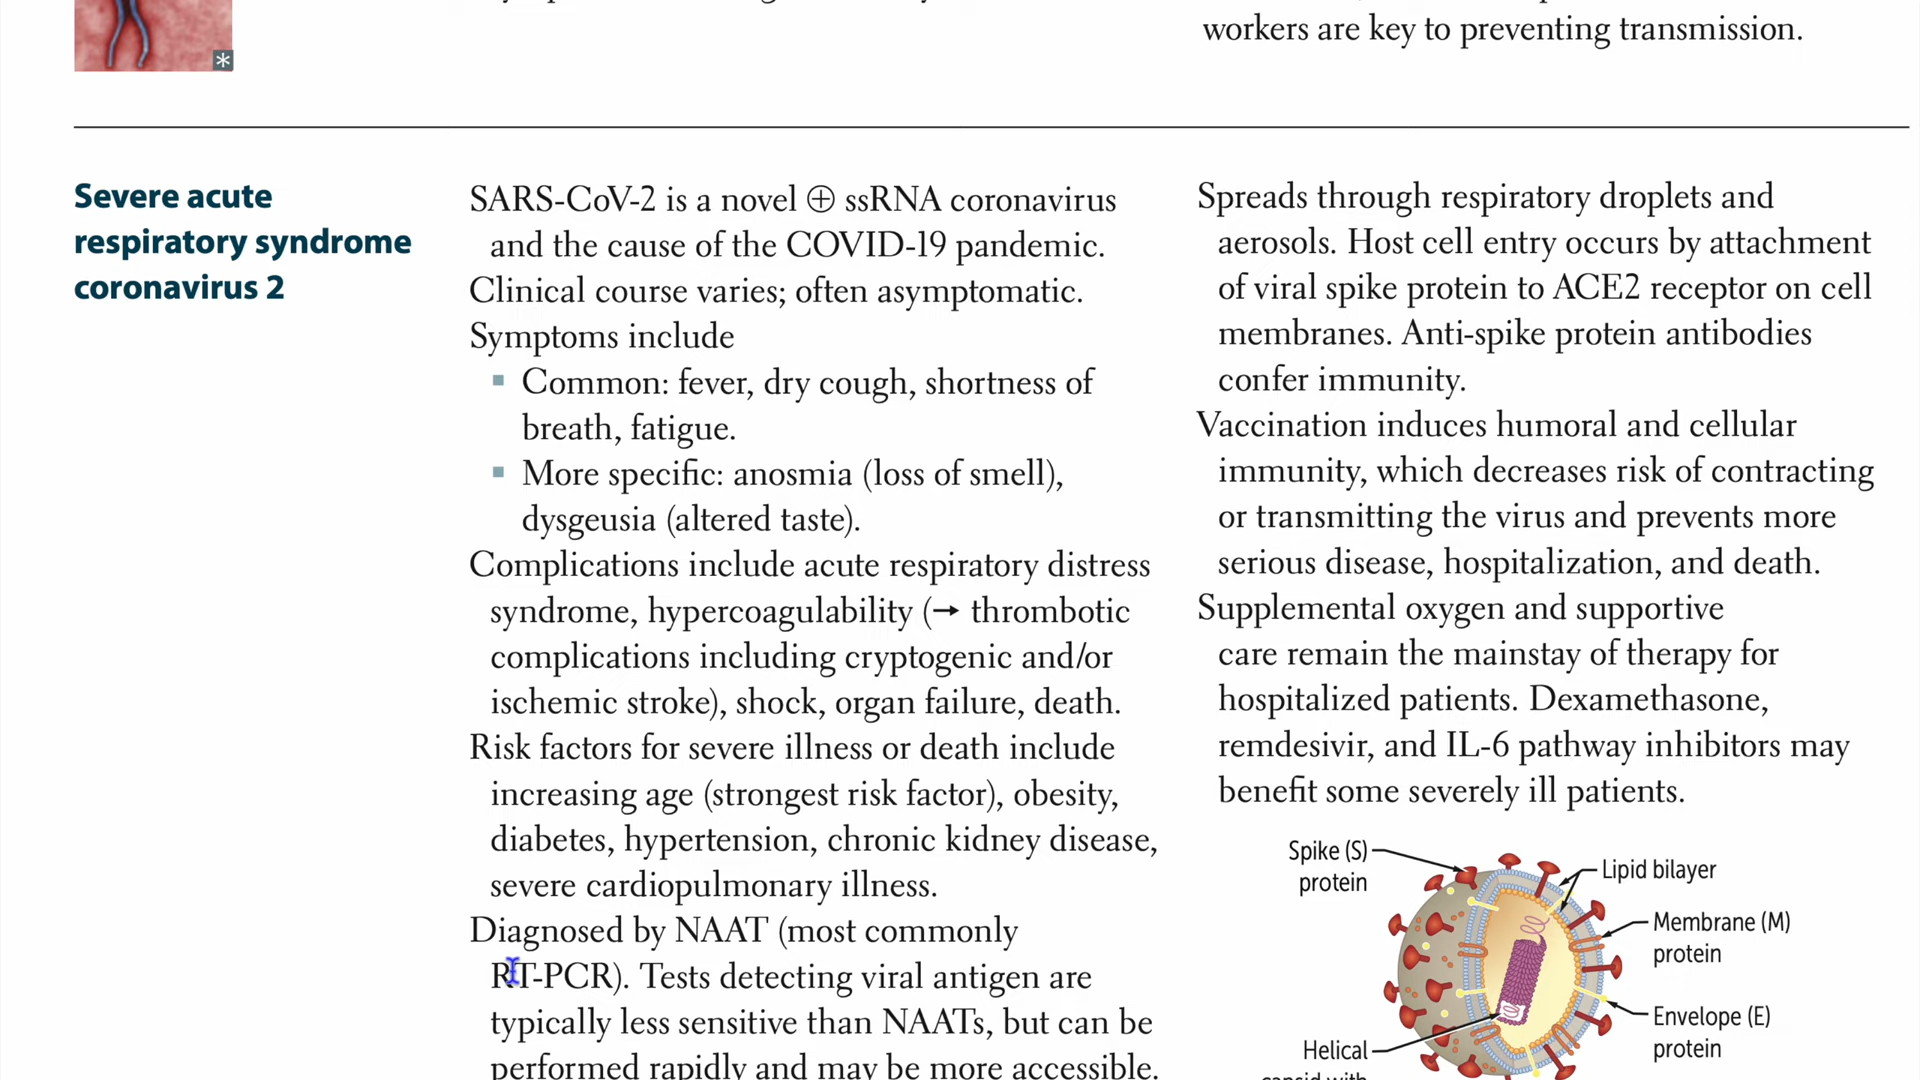 workers are key to preventing transmission.
Severe acute
respiratory syndrome
coronavirus 2
SARS-CoV-2 is a novel ⊕ ssRNA coronavirus
and the cause of the COVID-19 pandemic.
Clinical course varies; often asymptomatic.
Symptoms include
▪ Common: fever, dry cough, shortness of
breath, fatigue.
▪ More specific: anosmia (loss of smell),
dysgeusia (altered taste).
Complications include acute respiratory distress
syndrome, hypercoagulability (→ thrombotic
complications including cryptogenic and/or
ischemic stroke), shock, organ failure, death.
Risk factors for severe illness or death include
increasing age (strongest risk factor), obesity,
diabetes, hypertension, chronic kidney disease,
severe cardiopulmonary illness.
Diagnosed by NAAT (most commonly
RT-PCR). Tests detecting viral antigen are
typically less sensitive than NAATs, but can be
performed rapidly and may be more accessible.
Spreads through respiratory droplets and
aerosols. Host cell entry occurs by attachment
of viral spike protein to ACE2 receptor on cell
membranes. Anti-spike protein antibodies
confer immunity.
Vaccination induces humoral and cellular
immunity, which decreases risk of contracting
or transmitting the virus and prevents more
serious disease, hospitalization, and death.
Supplemental oxygen and supportive
care remain the mainstay of therapy for
hospitalized patients. Dexamethasone,
remdesivir, and IL-6 pathway inhibitors may
benefit some severely ill patients.
Spike (S)
protein
Lipid bilayer
Membrane (M)
protein
Envelope (E)
protein
Helical
capsid with